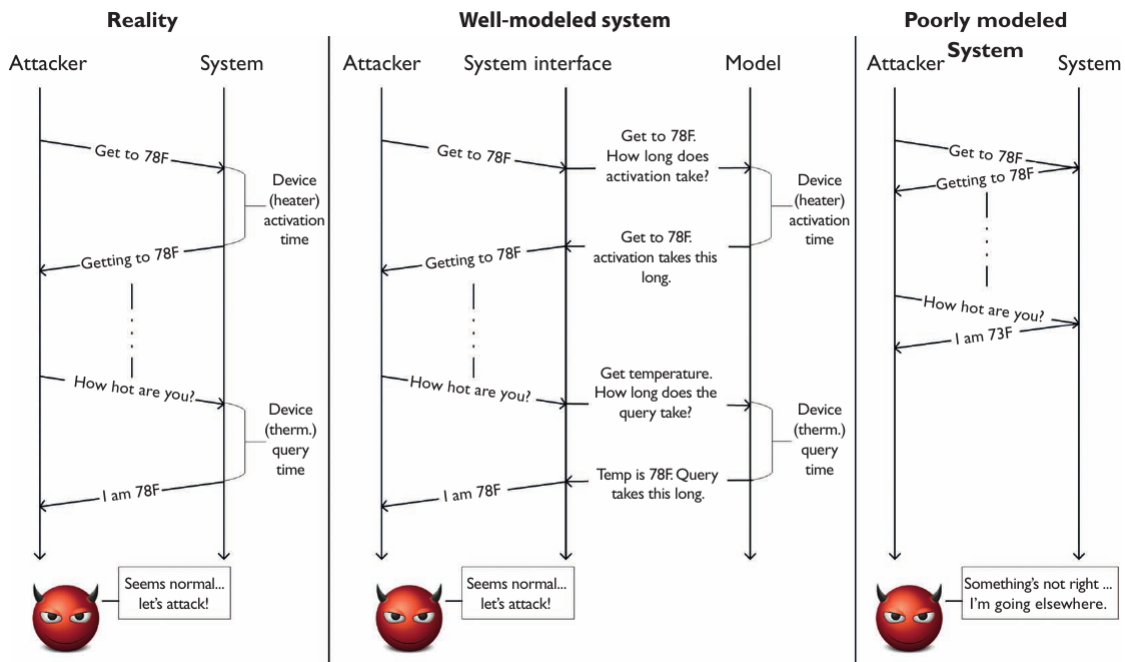 Reality
Attacker
System
Get to 78F
Device
(heater)
activation
time
Getting to 78F
How hot are you?
Device
(therm.)
query
time
I am 78F
Seems normal...
let's attack!
Well-modeled system
Attacker
System interface
Model
Get to 78F
Get to 78F.
How long does
activation take?
Device
(heater)
activation
time
Get to 78F.
activation takes this
long.
Getting to 78F
How hot are you?
Get temperature.
How long does the
query take?
Device
(therm.)
query
time
Temp is 78F. Query
takes this long.
I am 78F
Seems normal...
let's attack!
Poorly modeled
System
Attacker
System
Get to 78F
Getting to 78F
How hot are you?
I am 73F
Something's not right ...
I'm going elsewhere.